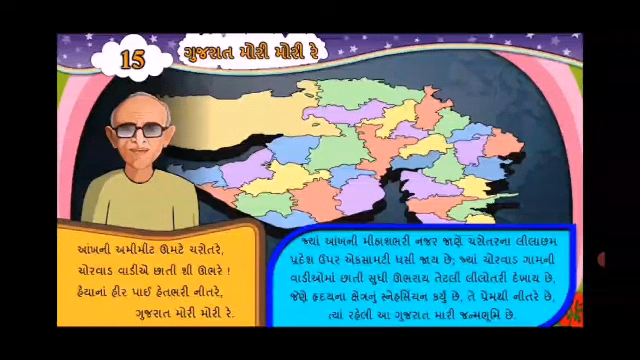 15
ગુજરાત મોરી મોરી રે
આંખની અમીમીટ ઊમટે ચરોતરે,
ચોરવાડ વાડીએ છાતી શી ઊભરે !
હૈયાનાં હીર પાઈ હેતભરી નીતરે,
ગુજરાત મોરી મોરી રે.
જ્યાં આંખની મીઠાશભરી નજર જાણે ચરોતરના લીલાછમ
પ્રદેશ ઉપર એકસામટી ધસી જાય છે; જ્યાં ચોરવાડ ગામની
વાડીઓમાં છાતી સુધી ઊભરાય તેટલી લીલોતરી દેખાય છે,
જેણે હૃદયના ક્ષેત્રનું સ્નેહસિંચન કર્યું છે, તે પ્રેમથી નીતરે છે,
ત્યાં રહેલી આ ગુજરાત મારી જન્મભૂમિ છે.